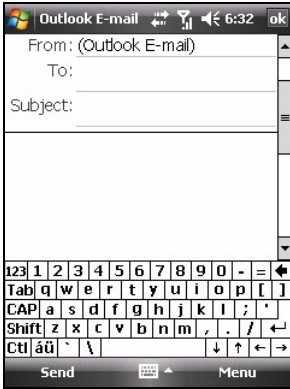 Outlook E-mail 6:32 ok
From: (Outlook E-mail)
To:
Subject:
123 1 2 3 4 5 6 7 8 9 0 - =
Tab q w e r t y u i o p [ ]
CAP a s d f g h j k l ; '
Shift z x c v b n m , . /
Ctl áü ` \
Send Menu